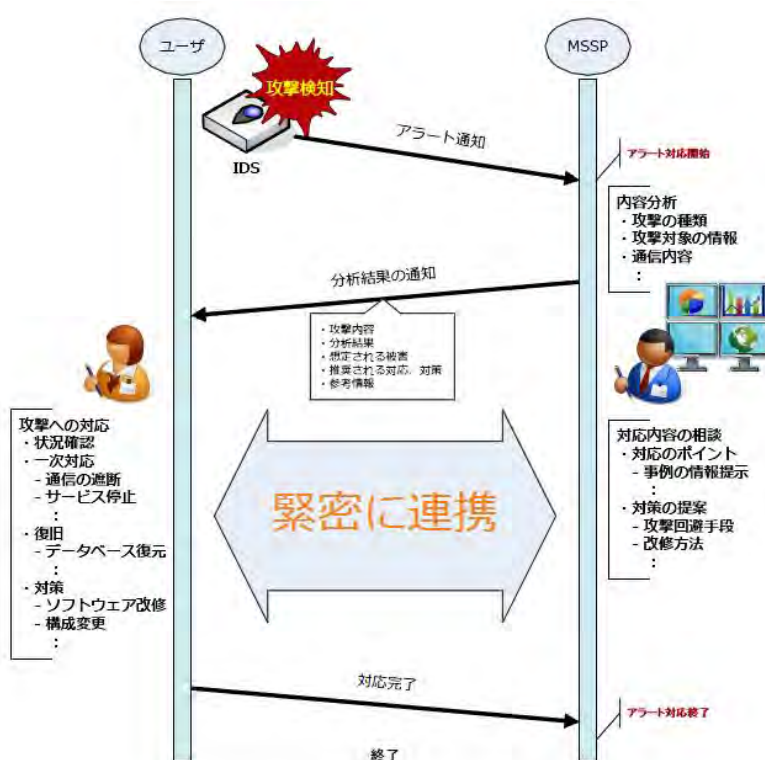 ユーザ
MSSP
攻撃検知
IDS
アラート通知
アラート対応開始
内容分析
・攻撃の種類
・攻撃対象の情報
・通信内容
：
分析結果の通知
・攻撃内容
・分析結果
・想定される被害
・推奨される対応、対策
・参考情報
攻撃への対応
・状況確認
・一次対応
- 通信の遮断
- サービス停止
：
・復旧
- データベース復元
：
・対策
- ソフトウェア改修
- 構成変更
：
緊密に連携
対応内容の相談
・対応のポイント
- 事例の情報提示
：
・対策の提案
- 攻撃回避手段
- 改修方法
：
対応完了
アラート対応終了
終了